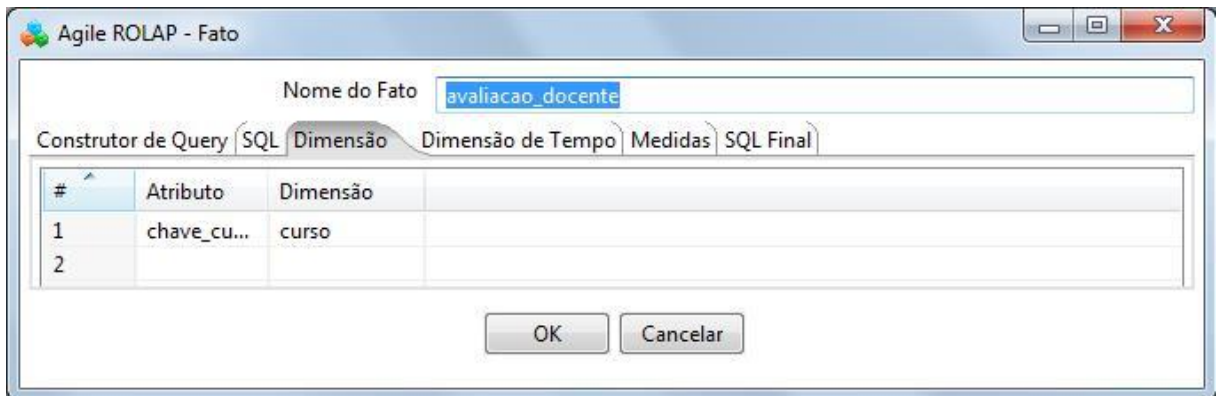 Agile ROLAP - Fato
Nome do Fato avaliacao_docente
Construtor de Query SQL Dimensão Dimensão de Tempo Medidas SQL Final
# Atributo Dimensão
1 chave_cu... curso
2
OK Cancelar